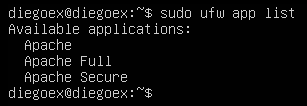 diegoex@diegoex:~$ sudo ufw app list
Available applications:
  Apache
  Apache Full
  Apache Secure
diegoex@diegoex:~$